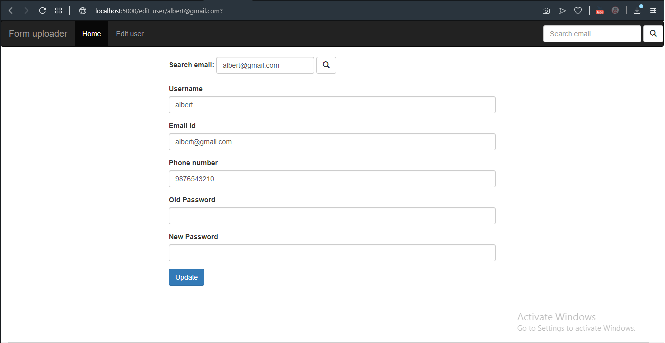 localhost:5000/edit_user/albert@gmail.com?
Form uploader Home Edit user Search email
Search email: albert@gmail.com
Username
albert
Email Id
albert@gmail.com
Phone number
9876543210
Old Password
New Password
Update
Activate Windows
Go to Settings to activate Windows.